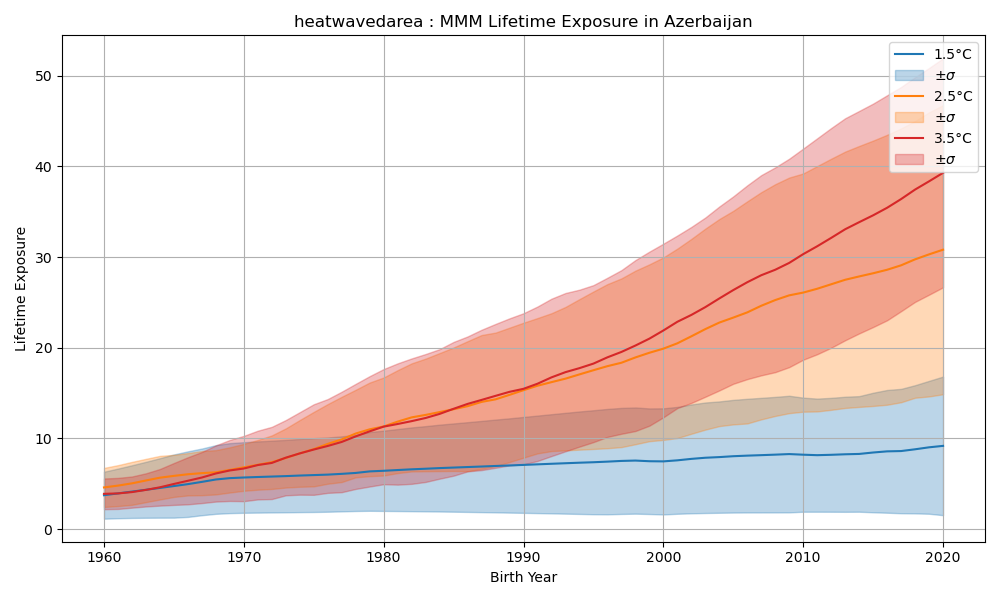 heatwavedarea : MMM Lifetime Exposure in Azerbaijan
1.5°C
±σ
2.5°C
±σ
3.5°C
±σ
50
40
30
20
10
0
Lifetime Exposure
1960 1970 1980 1990 2000 2010 2020
Birth Year